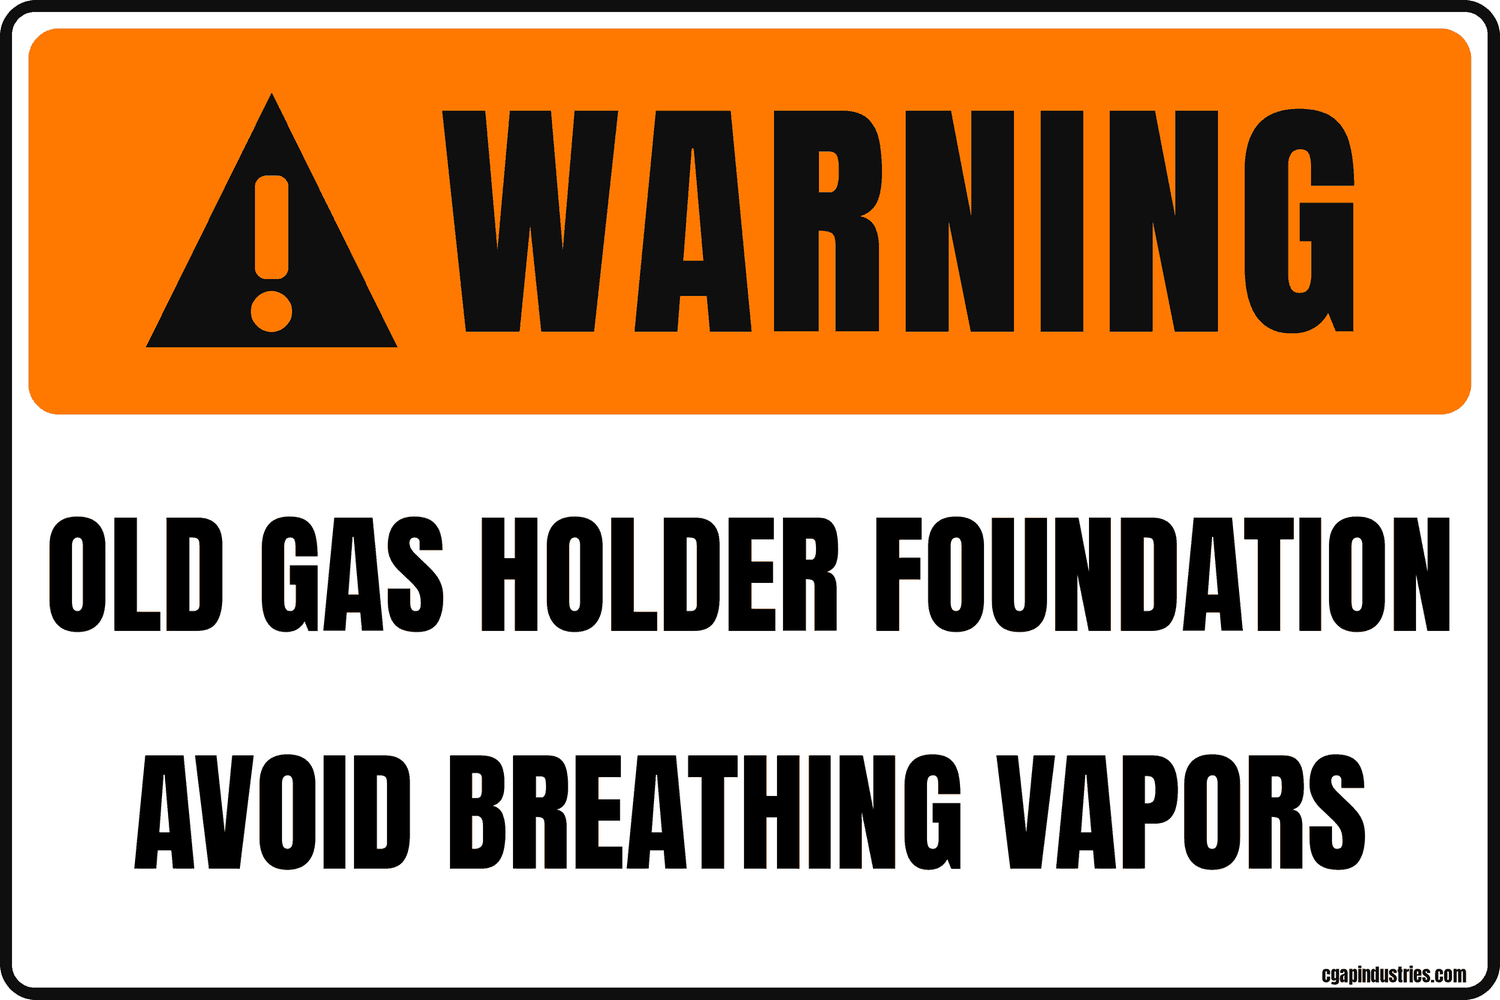 WARNING
OLD GAS HOLDER FOUNDATION
AVOID BREATHING VAPORS
cgapindustries.com